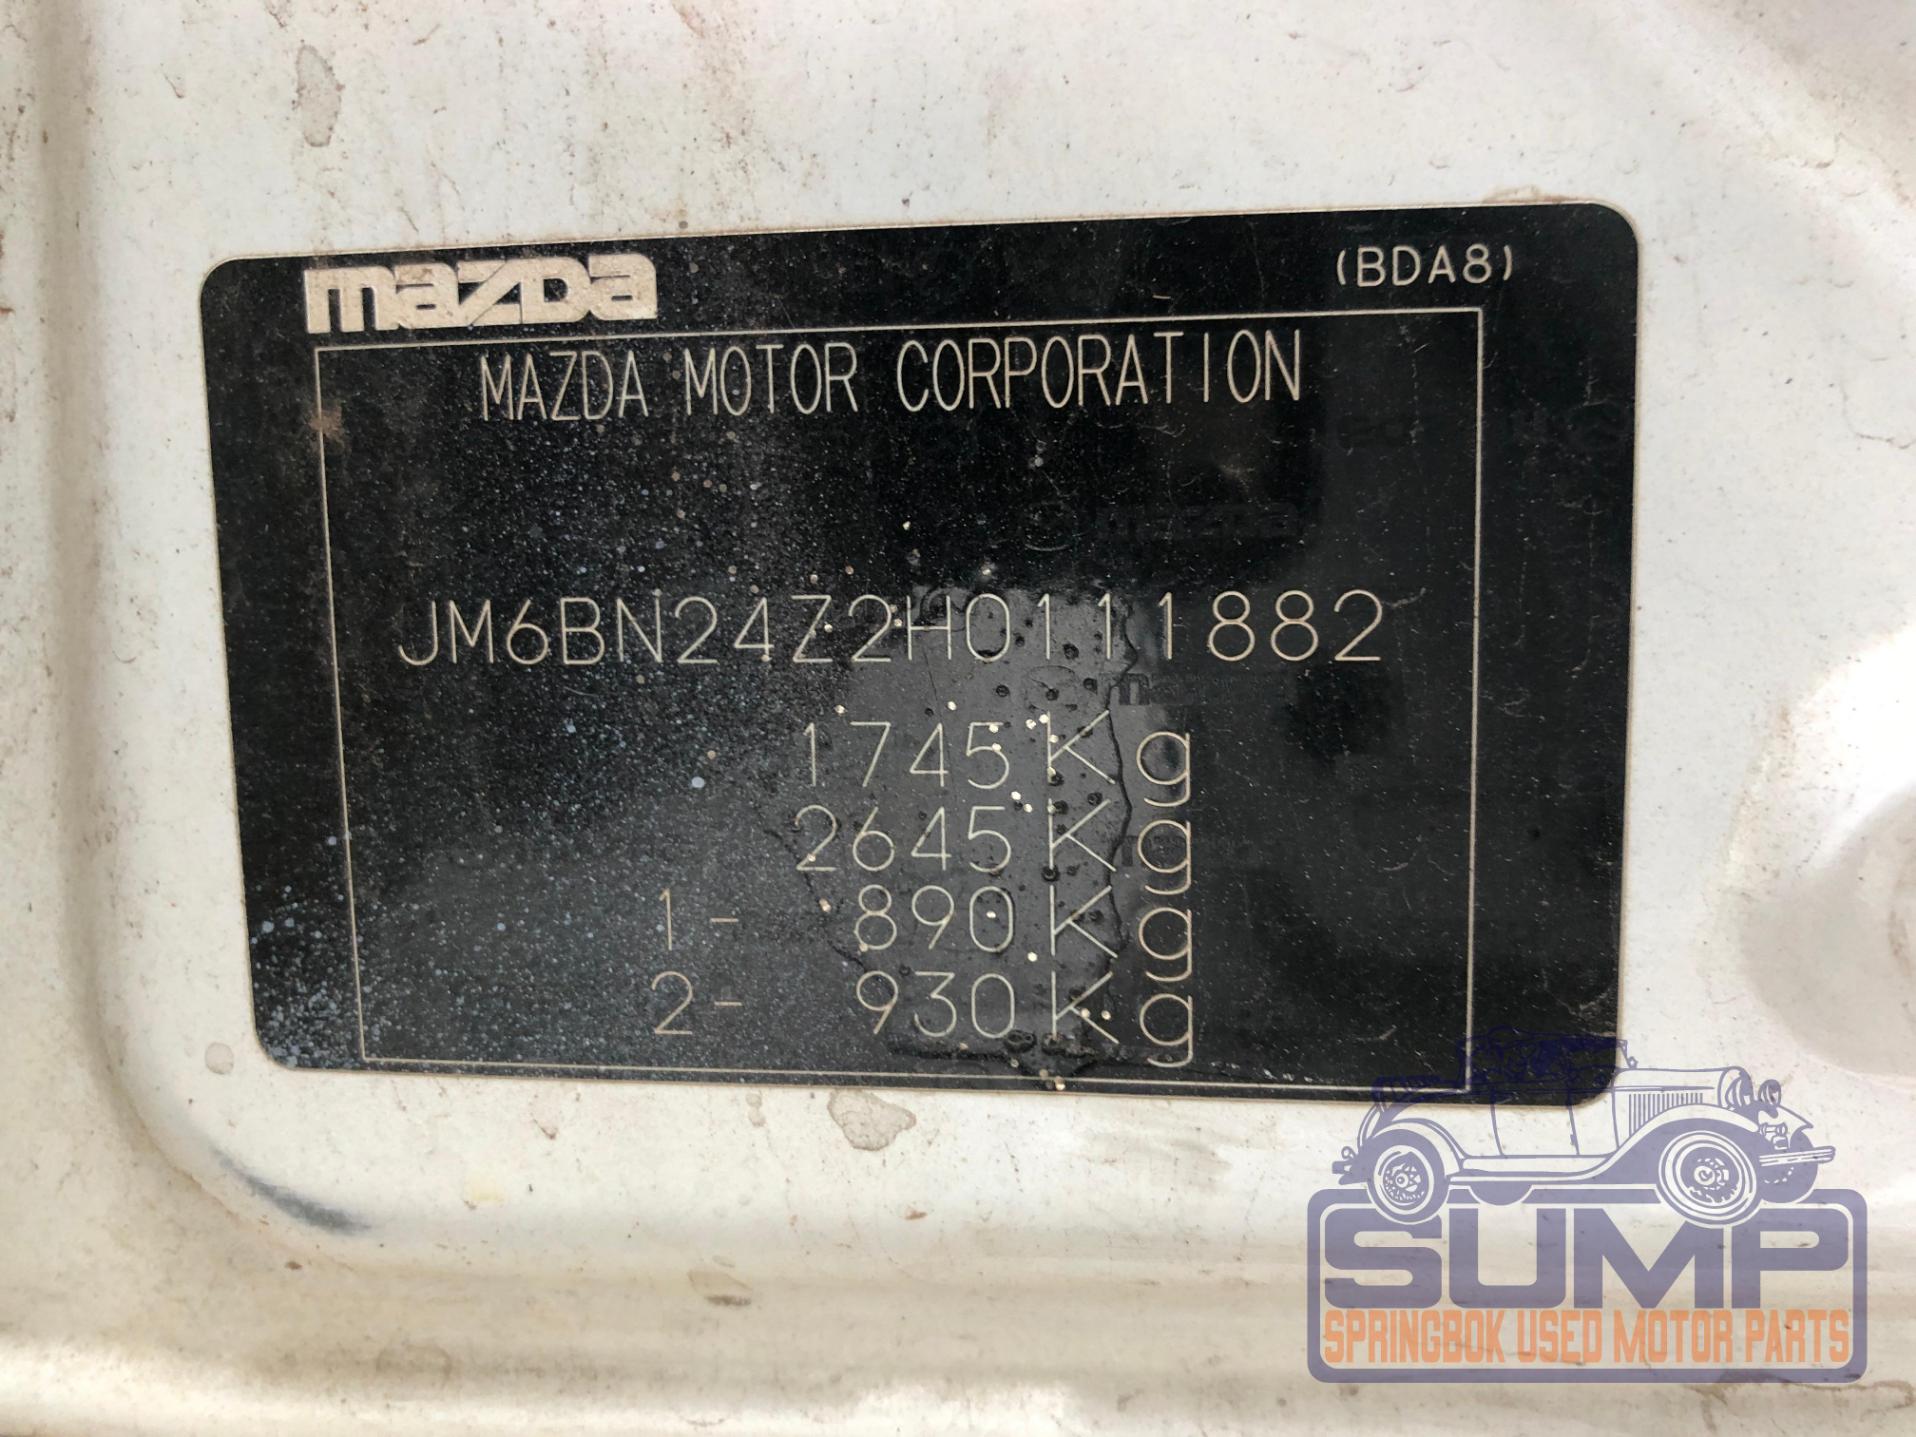 mazda (BDA8)
MAZDA MOTOR CORPORATION
JM6BN24Z2H0111882
1745Kg
2645Kg
1- 890Kg
2- 930Kg
SUMP
SPRINGBOK USED MOTOR PARTS